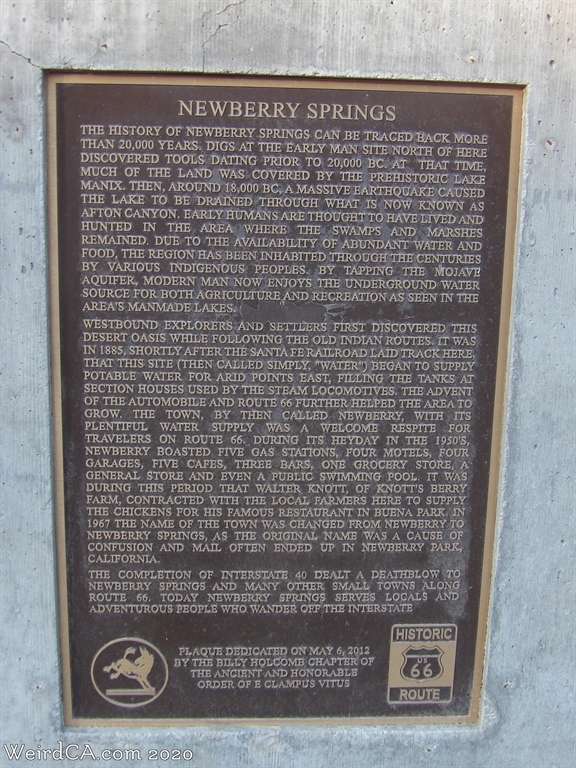 NEWBERRY SPRINGS
THE HISTORY OF NEWBERRY SPRINGS CAN BE TRACED BACK MORE
THAN 20,000 YEARS. DIGS AT THE EARLY MAN SITE NORTH OF HERE
DISCOVERED TOOLS DATING PRIOR TO 20,000 BC. AT THAT TIME,
MUCH OF THE LAND WAS COVERED BY THE PREHISTORIC LAKE
MANIX. THEN, AROUND 18,000 BC, A MASSIVE EARTHQUAKE CAUSED
THE LAKE TO BE DRAINED THROUGH WHAT IS NOW KNOWN AS
AFTON CANYON. EARLY HUMANS ARE THOUGHT TO HAVE LIVED AND
HUNTED IN THE AREA WHERE THE SWAMPS AND MARSHES
REMAINED. DUE TO THE AVAILABILITY OF ABUNDANT WATER AND
FOOD, THE REGION HAS BEEN INHABITED THROUGH THE CENTURIES
BY VARIOUS INDIGENOUS PEOPLES. BY TAPPING THE MOJAVE
AQUIFER, MODERN MAN NOW ENJOYS THE UNDERGROUND WATER
SOURCE FOR BOTH AGRICULTURE AND RECREATION AS SEEN IN THE
AREA'S MANMADE LAKES.
WESTBOUND EXPLORERS AND SETTLERS FIRST DISCOVERED THIS
DESERT OASIS WHILE FOLLOWING THE OLD INDIAN ROUTES. IT WAS
IN 1885, SHORTLY AFTER THE SANTA FE RAILROAD LAID TRACK HERE,
THAT THIS SITE (THEN CALLED SIMPLY, "WATER") BEGAN TO SUPPLY
POTABLE WATER FOR ARID POINTS EAST, FILLING THE TANKS AT
SECTION HOUSES USED BY THE STEAM LOCOMOTIVES. THE ADVENT
OF THE AUTOMOBILE AND ROUTE 66 FURTHER HELPED THE AREA TO
GROW. THE TOWN, BY THEN CALLED NEWBERRY, WITH ITS
PLENTIFUL WATER SUPPLY WAS A WELCOME RESPITE FOR
TRAVELERS ON ROUTE 66. DURING ITS HEYDAY IN THE 1950'S,
NEWBERRY BOASTED FIVE GAS STATIONS, FOUR MOTELS, FOUR
GARAGES, FIVE CAFES, THREE BARS, ONE GROCERY STORE, A
GENERAL STORE AND EVEN A PUBLIC SWIMMING POOL. IT WAS
DURING THIS PERIOD THAT WALTER KNOTT, OF KNOTT'S BERRY
FARM, CONTRACTED WITH THE LOCAL FARMERS HERE TO SUPPLY
THE CHICKENS FOR HIS FAMOUS RESTAURANT IN BUENA PARK. IN
1967 THE NAME OF THE TOWN WAS CHANGED FROM NEWBERRY TO
NEWBERRY SPRINGS, AS THE ORIGINAL NAME WAS A CAUSE OF
CONFUSION AND MAIL OFTEN ENDED UP IN NEWBERRY PARK,
CALIFORNIA.
THE COMPLETION OF INTERSTATE 40 DEALT A DEATHBLOW TO
NEWBERRY SPRINGS AND MANY OTHER SMALL TOWNS ALONG
ROUTE 66. TODAY NEWBERRY SPRINGS SERVES LOCALS AND
ADVENTUROUS PEOPLE WHO WANDER OFF THE INTERSTATE
PLAQUE DEDICATED ON MAY 6, 2012
BY THE BILLY HOLCOMB CHAPTER OF
THE ANCIENT AND HONORABLE
ORDER OF E CLAMPUS VITUS
HISTORIC
US
66
ROUTE
WeirdCA.com 2020